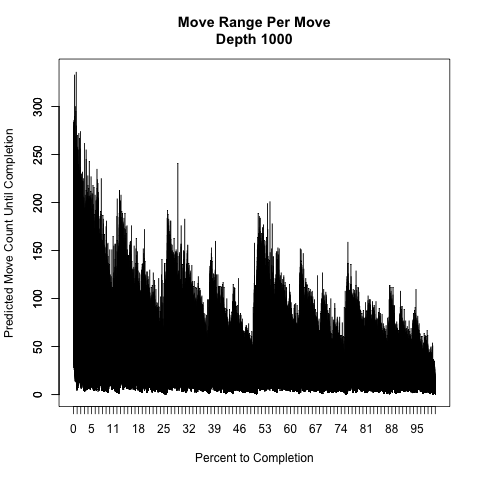 Move Range Per Move
Depth 1000
Predicted Move Count Until Completion
300
250
200
150
100
50
0
0 5 11 18 25 32 39 46 53 60 67 74 81 88 95
Percent to Completion